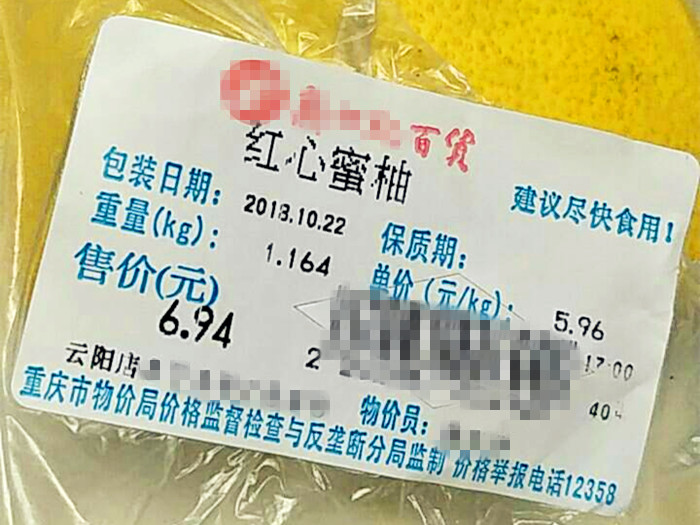 百货
红心蜜柚
建议尽快食用!
包装日期: 2018.10.22
保质期:
重量(kg): 1.164
单价(元/kg): 5.96
售价(元)
6.94
17:00
云阳店
2
物价员:
40
重庆市物价局价格监督检查与反垄断分局监制 价格举报电话12358